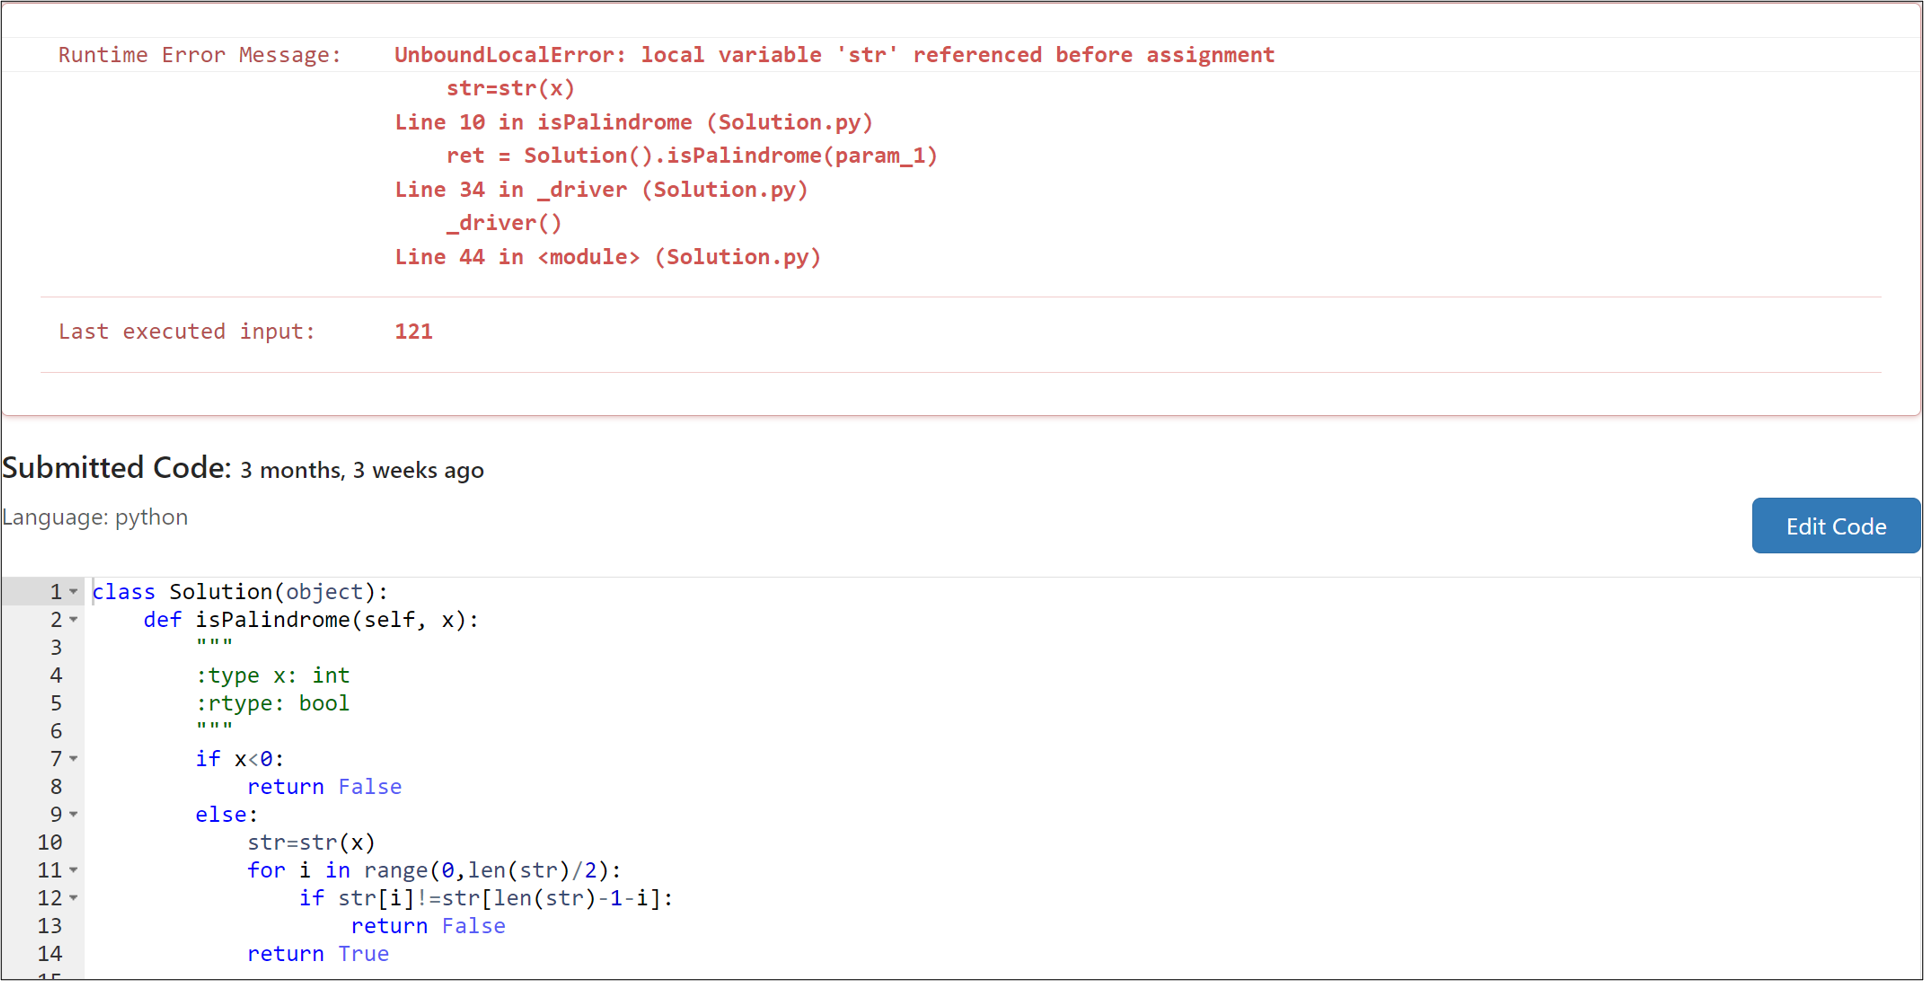 Runtime Error Message: UnboundLocalError: local variable 'str' referenced before assignment
str=str(x)
Line 10 in isPalindrome (Solution.py)
ret = Solution().isPalindrome(param_1)
Line 34 in _driver (Solution.py)
_driver()
Line 44 in <module> (Solution.py)
Last executed input: 121
Submitted Code: 3 months, 3 weeks ago
Language: python
Edit Code
1 class Solution(object):
2 def isPalindrome(self, x):
3 """
4 :type x: int
5 :rtype: bool
6 """
7 if x<0:
8 return False
9 else:
10 str=str(x)
11 for i in range(0,len(str)/2):
12 if str[i]!=str[len(str)-1-i]:
13 return False
14 return True